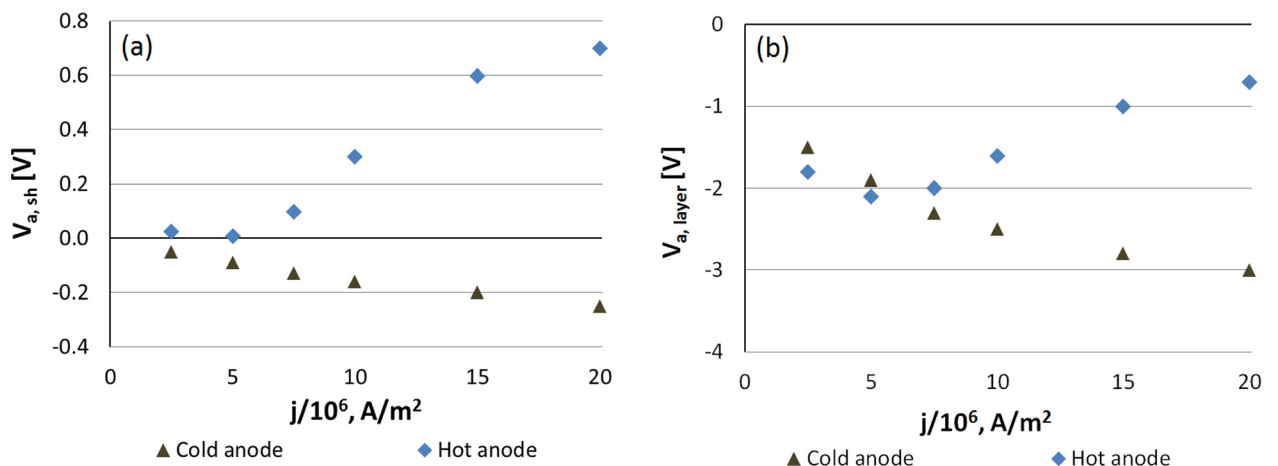 (a)
0.8
0.6
0.4
0.2
0.0
-0.2
-0.4
V a, sh [V]
0 5 10 15 20
j/10⁶, A/m²
Cold anode Hot anode
(b)
0
-1
-2
-3
-4
V a, layer [V]
0 5 10 15 20
j/10⁶, A/m²
Cold anode Hot anode